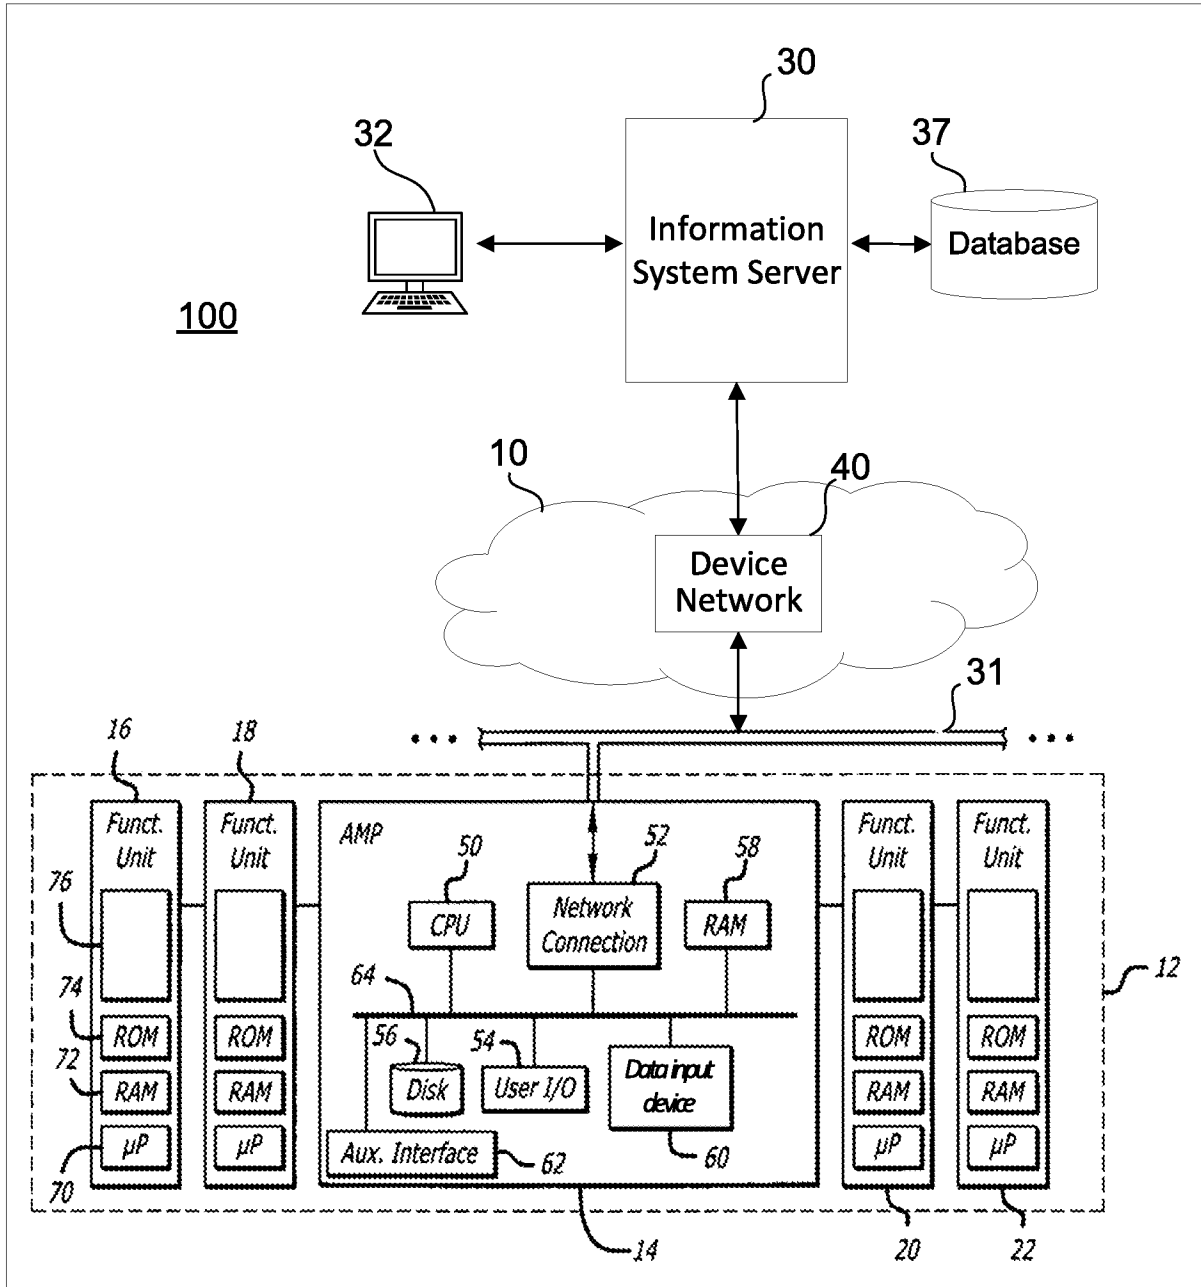 30
32
37
Information
System Server
Database
100
10
40
Device
Network
31
16
18
Funct.
Unit
Funct.
Unit
AMP
50
52
58
Funct.
Unit
Funct.
Unit
76
CPU
Network
Connection
RAM
12
74
64
ROM
ROM
56
54
Data input
device
ROM
ROM
72
RAM
RAM
Disk
User I/O
RAM
RAM
µP
µP
Aux. Interface
62
60
µP
µP
70
14
20
22